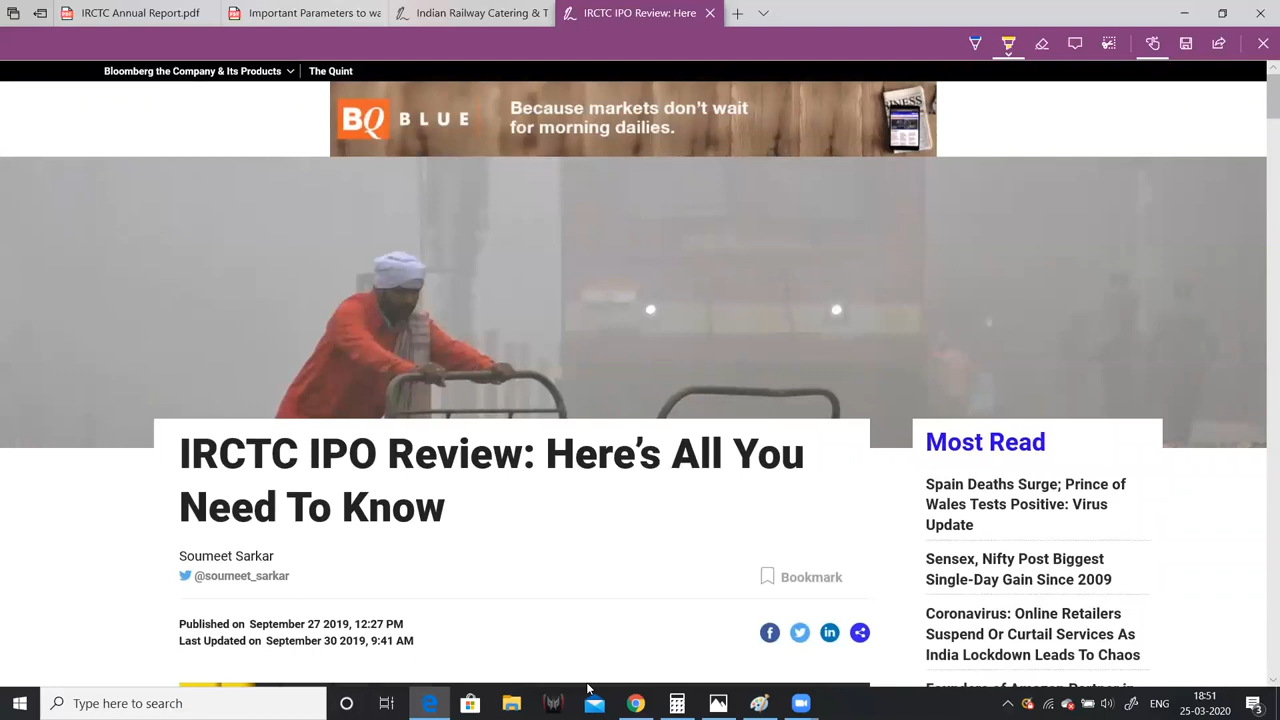 IRCTC Annual Report.pdf
Important Parameters to wa
Indian Railway Catering & T
IRCTC IPO Review: Here
Bloomberg the Company & Its Products
The Quint
BQ BLUE
Because markets don't wait
for morning dailies.
IRCTC IPO Review: Here's All You
Need To Know
Soumeet Sarkar
@soumeet_sarkar
Bookmark
Published on September 27 2019, 12:27 PM
Last Updated on September 30 2019, 9:41 AM
Most Read
Spain Deaths Surge; Prince of
Wales Tests Positive: Virus
Update
Sensex, Nifty Post Biggest
Single-Day Gain Since 2009
Coronavirus: Online Retailers
Suspend Or Curtail Services As
India Lockdown Leads To Chaos
Type here to search
ENG
18:51
25-03-2020
3